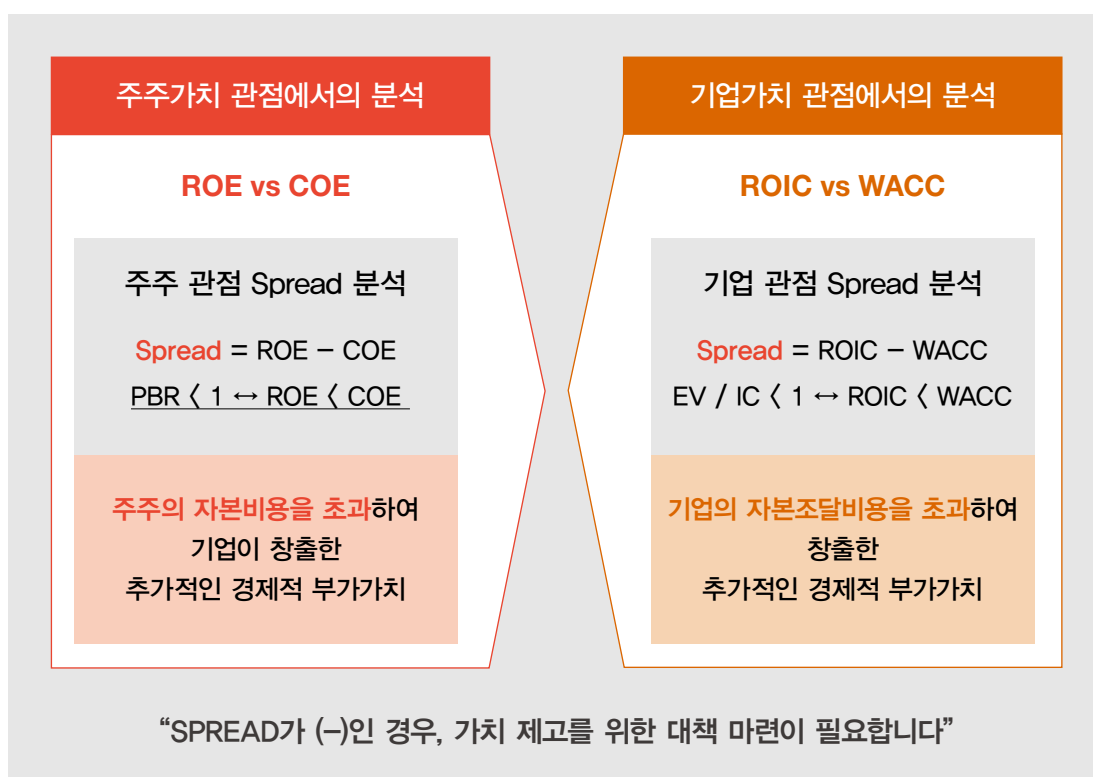 주주가치 관점에서의 분석
ROE vs COE
주주 관점 Spread 분석
Spread = ROE – COE
PBR < 1 ↔ ROE < COE
주주의 자본비용을 초과하여
기업이 창출한
추가적인 경제적 부가가치
기업가치 관점에서의 분석
ROIC vs WACC
기업 관점 Spread 분석
Spread = ROIC – WACC
EV / IC < 1 ↔ ROIC < WACC
기업의 자본조달비용을 초과하여
창출한
추가적인 경제적 부가가치
“SPREAD가 (–)인 경우, 가치 제고를 위한 대책 마련이 필요합니다”